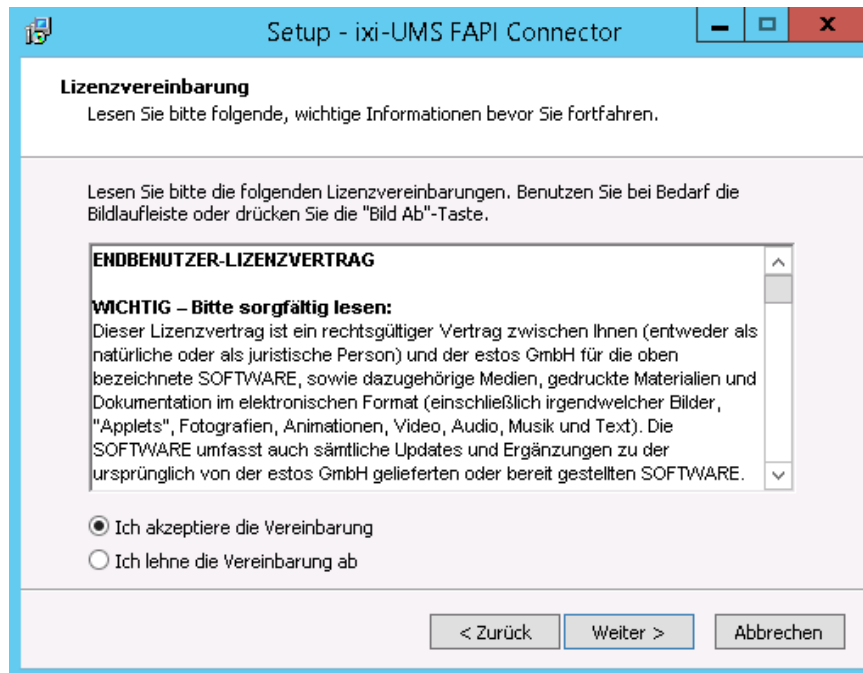 Setup - ixi-UMS FAPI Connector
Lizenzvereinbarung
Lesen Sie bitte folgende, wichtige Informationen bevor Sie fortfahren.
Lesen Sie bitte die folgenden Lizenzvereinbarungen. Benutzen Sie bei Bedarf die
Bildlaufleiste oder drücken Sie die "Bild Ab"-Taste.
ENDBENUTZER-LIZENZVERTRAG
WICHTIG – Bitte sorgfältig lesen:
Dieser Lizenzvertrag ist ein rechtsgültiger Vertrag zwischen Ihnen (entweder als
natürliche oder als juristische Person) und der estos GmbH für die oben
bezeichnete SOFTWARE, sowie dazugehörige Medien, gedruckte Materialien und
Dokumentation im elektronischen Format (einschließlich irgendwelcher Bilder,
"Applets", Fotografien, Animationen, Video, Audio, Musik und Text). Die
SOFTWARE umfasst auch sämtliche Updates und Ergänzungen zu der
ursprünglich von der estos GmbH gelieferten oder bereit gestellten SOFTWARE.
Ich akzeptiere die Vereinbarung
Ich lehne die Vereinbarung ab
< Zurück
Weiter >
Abbrechen